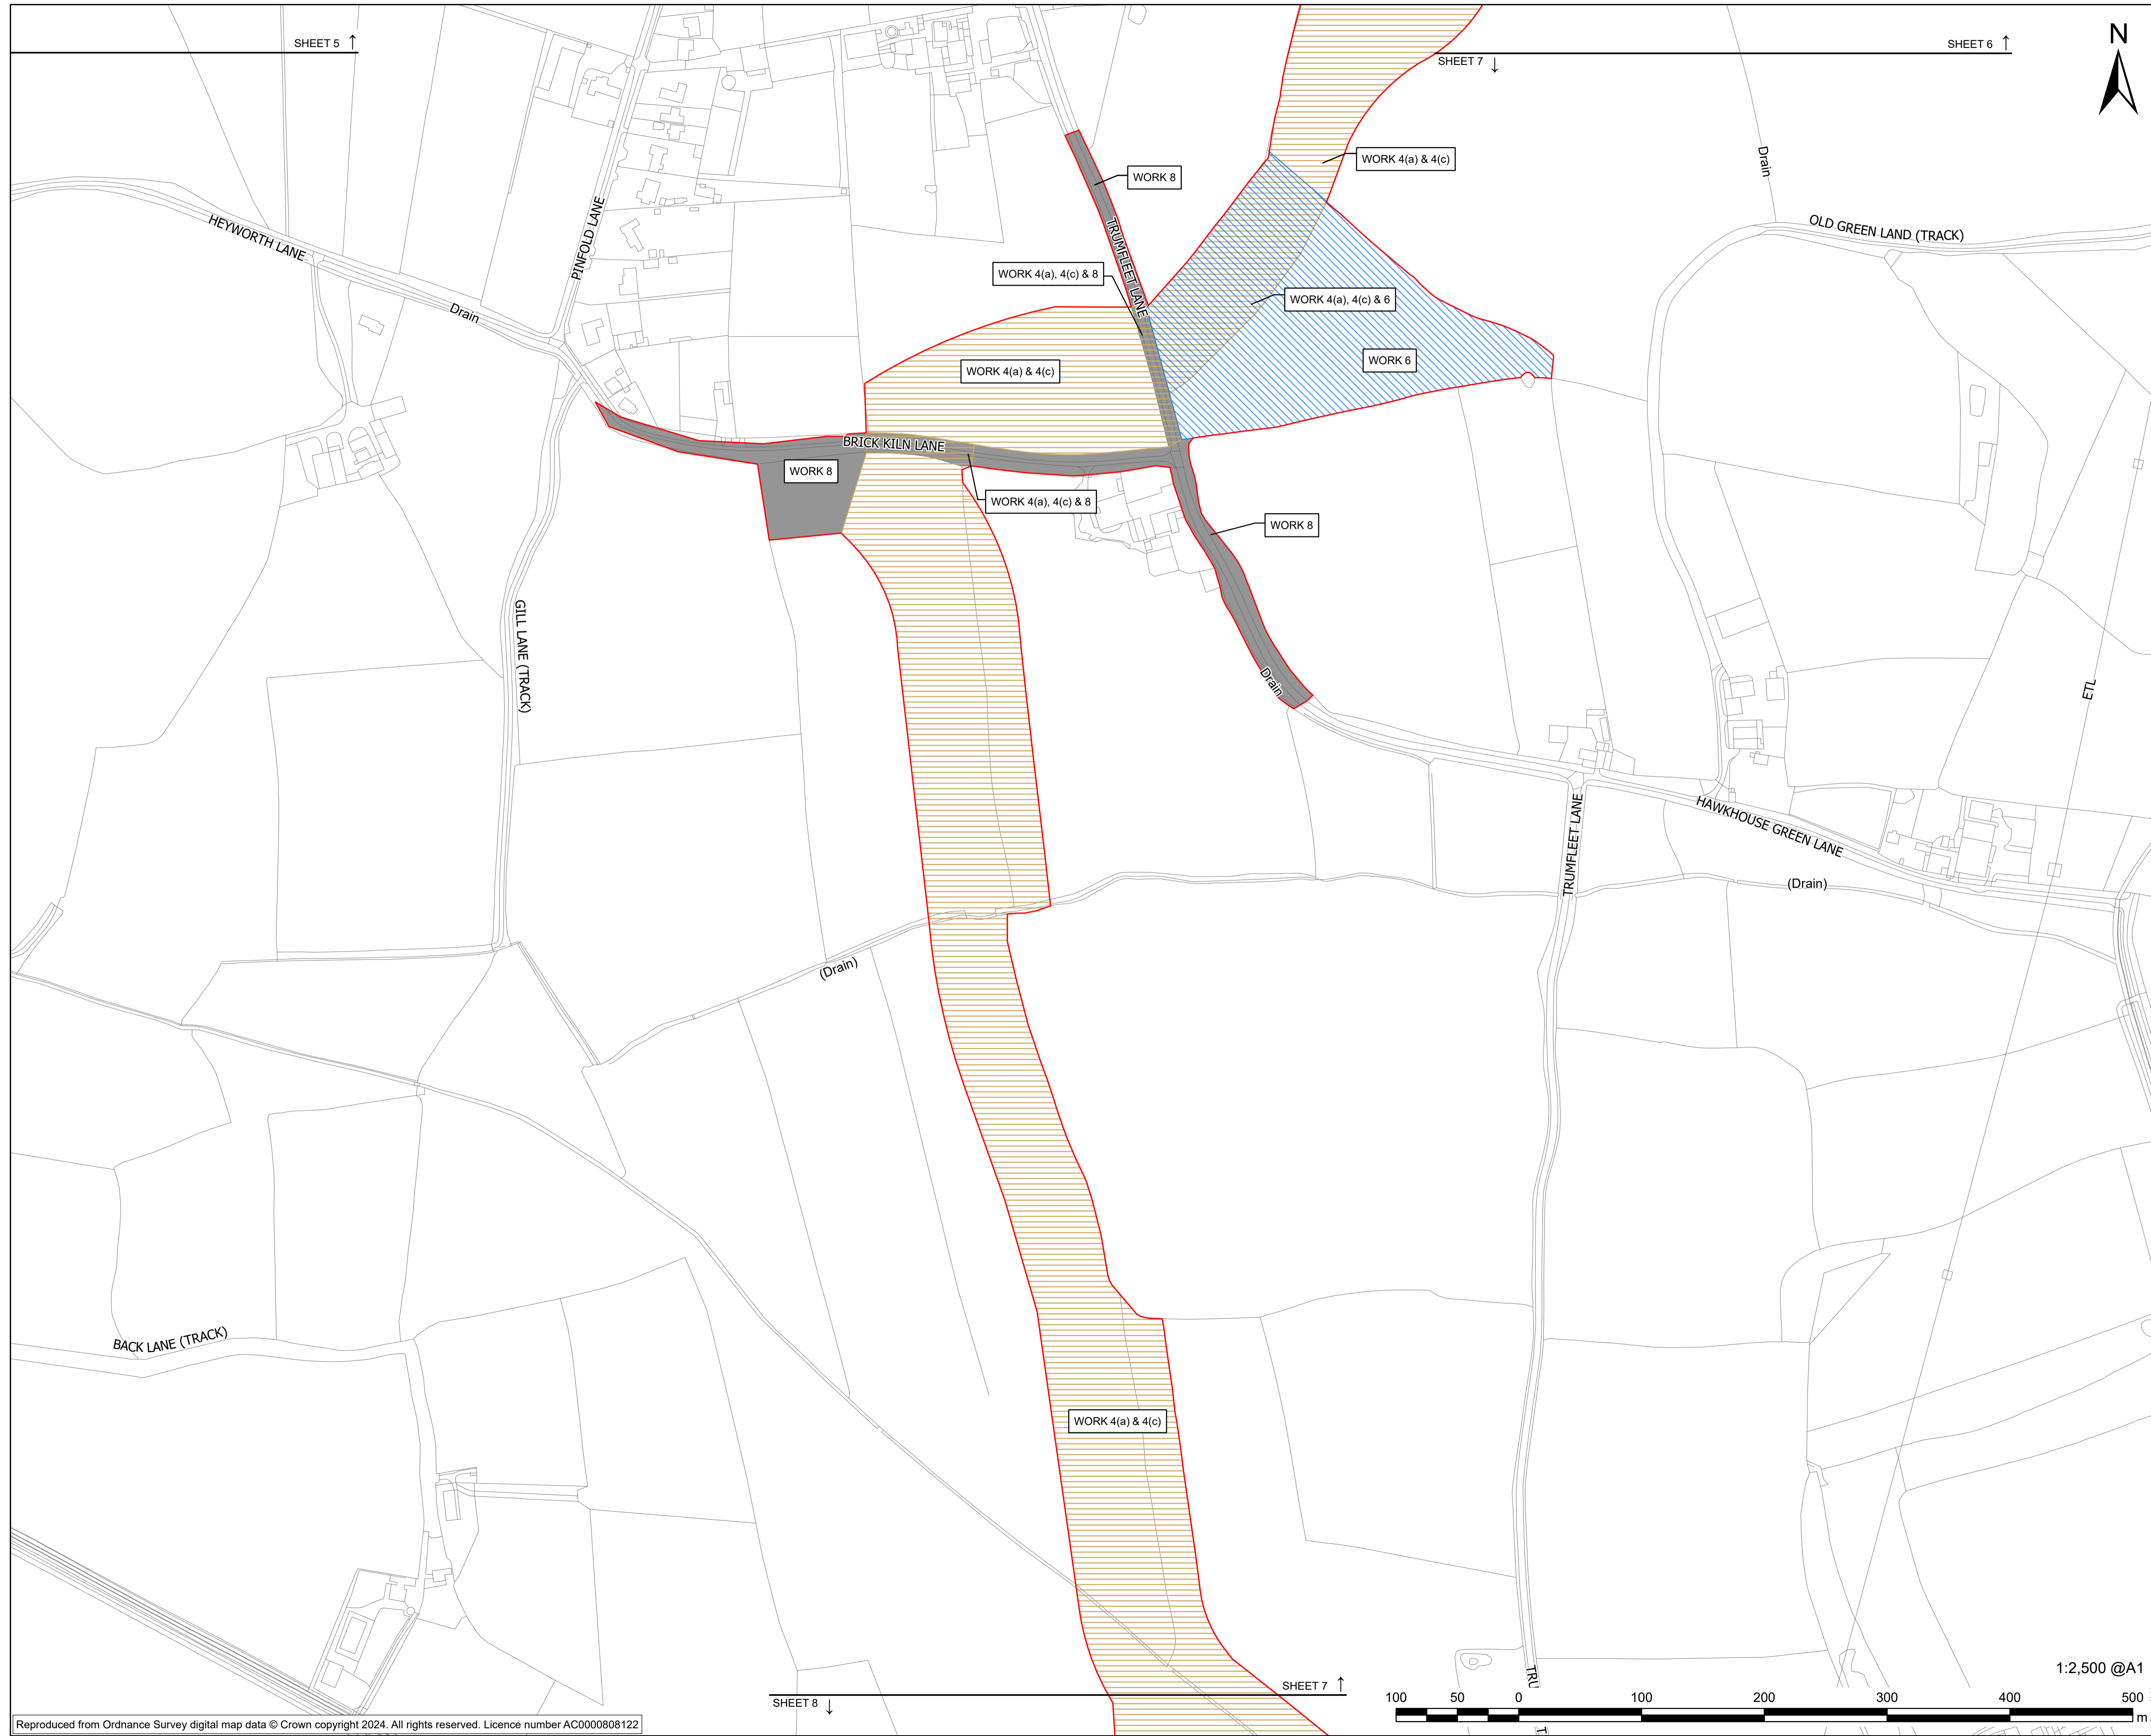 SHEET 5 ↑
SHEET 6 ↑
SHEET 7 ↓
N
WORK 4(a) & 4(c)
Drain
WORK 8
HEYWORTH LANE
PINFOLD LANE
TRUMFLEET LANE
OLD GREEN LAND (TRACK)
WORK 4(a), 4(c) & 8
WORK 4(a), 4(c) & 6
Drain
WORK 4(a) & 4(c)
WORK 6
BRICK KILN LANE
WORK 8
WORK 4(a), 4(c) & 8
WORK 8
GILL LANE (TRACK)
Drain
ETL
TRUMFLEET LANE
HAWKHOUSE GREEN LANE
(Drain)
(Drain)
BACK LANE (TRACK)
WORK 4(a) & 4(c)
TRU
1:2,500 @A1
SHEET 7 ↑
SHEET 8 ↓
100 50 0 100 200 300 400 500
m
Reproduced from Ordnance Survey digital map data © Crown copyright 2024. All rights reserved. Licence number AC0000808122